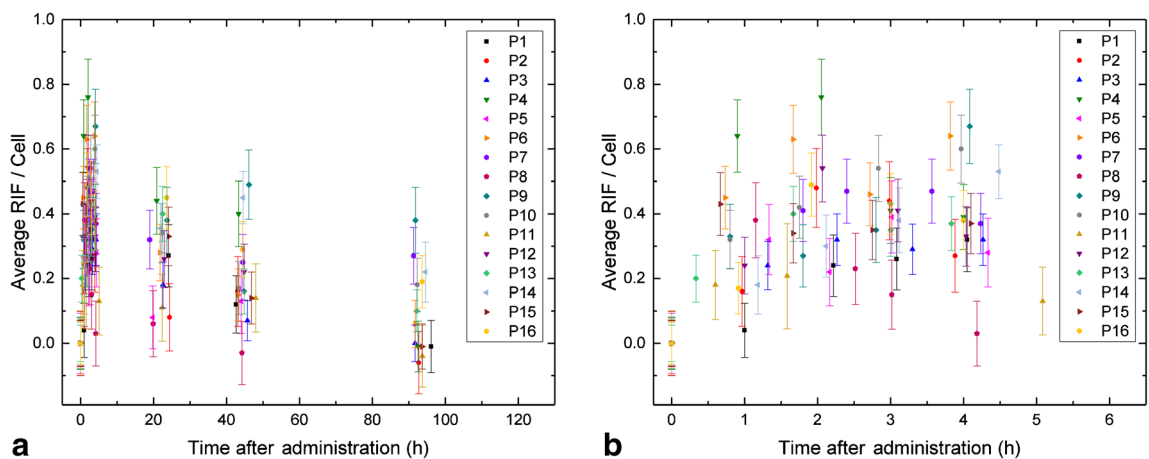 1.0
0.8
0.6
0.4
0.2
0.0
Average RIF / Cell
P1
P2
P3
P4
P5
P6
P7
P8
P9
P10
P11
P12
P13
P14
P15
P16
0 20 40 60 80 100 120
Time after administration (h)
a
1.0
0.8
0.6
0.4
0.2
0.0
Average RIF / Cell
P1
P2
P3
P4
P5
P6
P7
P8
P9
P10
P11
P12
P13
P14
P15
P16
0 1 2 3 4 5 6
Time after administration (h)
b